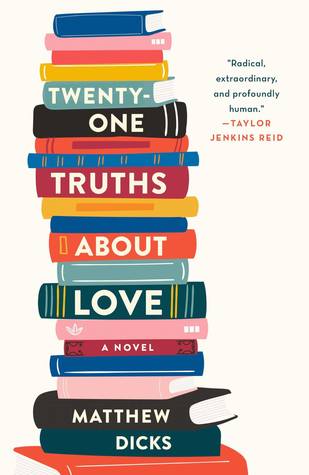 TWENTY-
ONE
TRUTHS
ABOUT
LOVE
A NOVEL
MATTHEW
DICKS
"Radical,
extraordinary,
and profoundly
human."
—TAYLOR
JENKINS REID